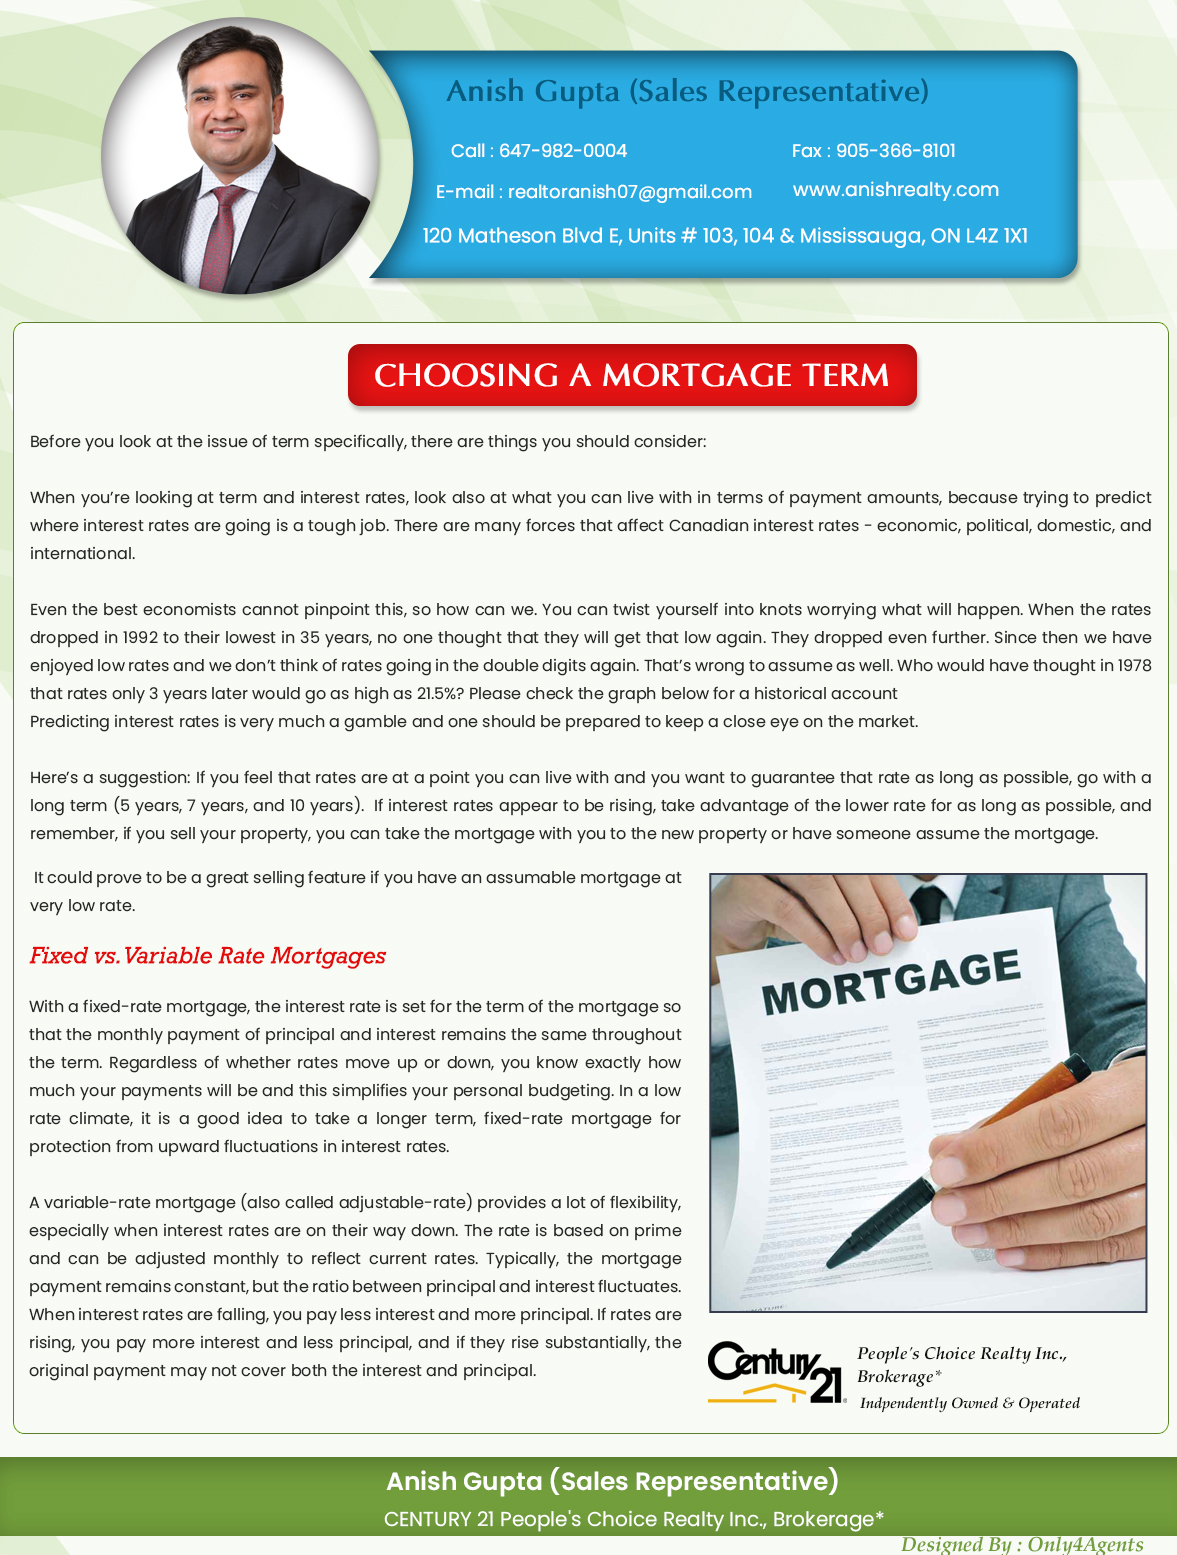 Anish Gupta (Sales Representative)
Call : 647-982-0004
Fax : 905-366-8101
E-mail : realtoranish07@gmail.com
www.anishrealty.com
120 Matheson Blvd E, Units # 103, 104 & Mississauga, ON L4Z 1X1
CHOOSING A MORTGAGE TERM
Before you look at the issue of term specifically, there are things you should consider:
When you’re looking at term and interest rates, look also at what you can live with in terms of payment amounts, because trying to predict
where interest rates are going is a tough job. There are many forces that affect Canadian interest rates - economic, political, domestic, and
international.
Even the best economists cannot pinpoint this, so how can we. You can twist yourself into knots worrying what will happen. When the rates
dropped in 1992 to their lowest in 35 years, no one thought that they will get that low again. They dropped even further. Since then we have
enjoyed low rates and we don’t think of rates going in the double digits again. That’s wrong to assume as well. Who would have thought in 1978
that rates only 3 years later would go as high as 21.5%? Please check the graph below for a historical account
Predicting interest rates is very much a gamble and one should be prepared to keep a close eye on the market.
Here’s a suggestion: If you feel that rates are at a point you can live with and you want to guarantee that rate as long as possible, go with a
long term (5 years, 7 years, and 10 years). If interest rates appear to be rising, take advantage of the lower rate for as long as possible, and
remember, if you sell your property, you can take the mortgage with you to the new property or have someone assume the mortgage.
It could prove to be a great selling feature if you have an assumable mortgage at
very low rate.
Fixed vs. Variable Rate Mortgages
With a fixed-rate mortgage, the interest rate is set for the term of the mortgage so
that the monthly payment of principal and interest remains the same throughout
the term. Regardless of whether rates move up or down, you know exactly how
much your payments will be and this simplifies your personal budgeting. In a low
rate climate, it is a good idea to take a longer term, fixed-rate mortgage for
protection from upward fluctuations in interest rates.
A variable-rate mortgage (also called adjustable-rate) provides a lot of flexibility,
especially when interest rates are on their way down. The rate is based on prime
and can be adjusted monthly to reflect current rates. Typically, the mortgage
payment remains constant, but the ratio between principal and interest fluctuates.
When interest rates are falling, you pay less interest and more principal. If rates are
rising, you pay more interest and less principal, and if they rise substantially, the
original payment may not cover both the interest and principal.
MORTGAGE
Century 21
People's Choice Realty Inc.,
Brokerage*
Indpendently Owned & Operated
Anish Gupta (Sales Representative)
CENTURY 21 People's Choice Realty Inc., Brokerage*
Designed By : Only4Agents